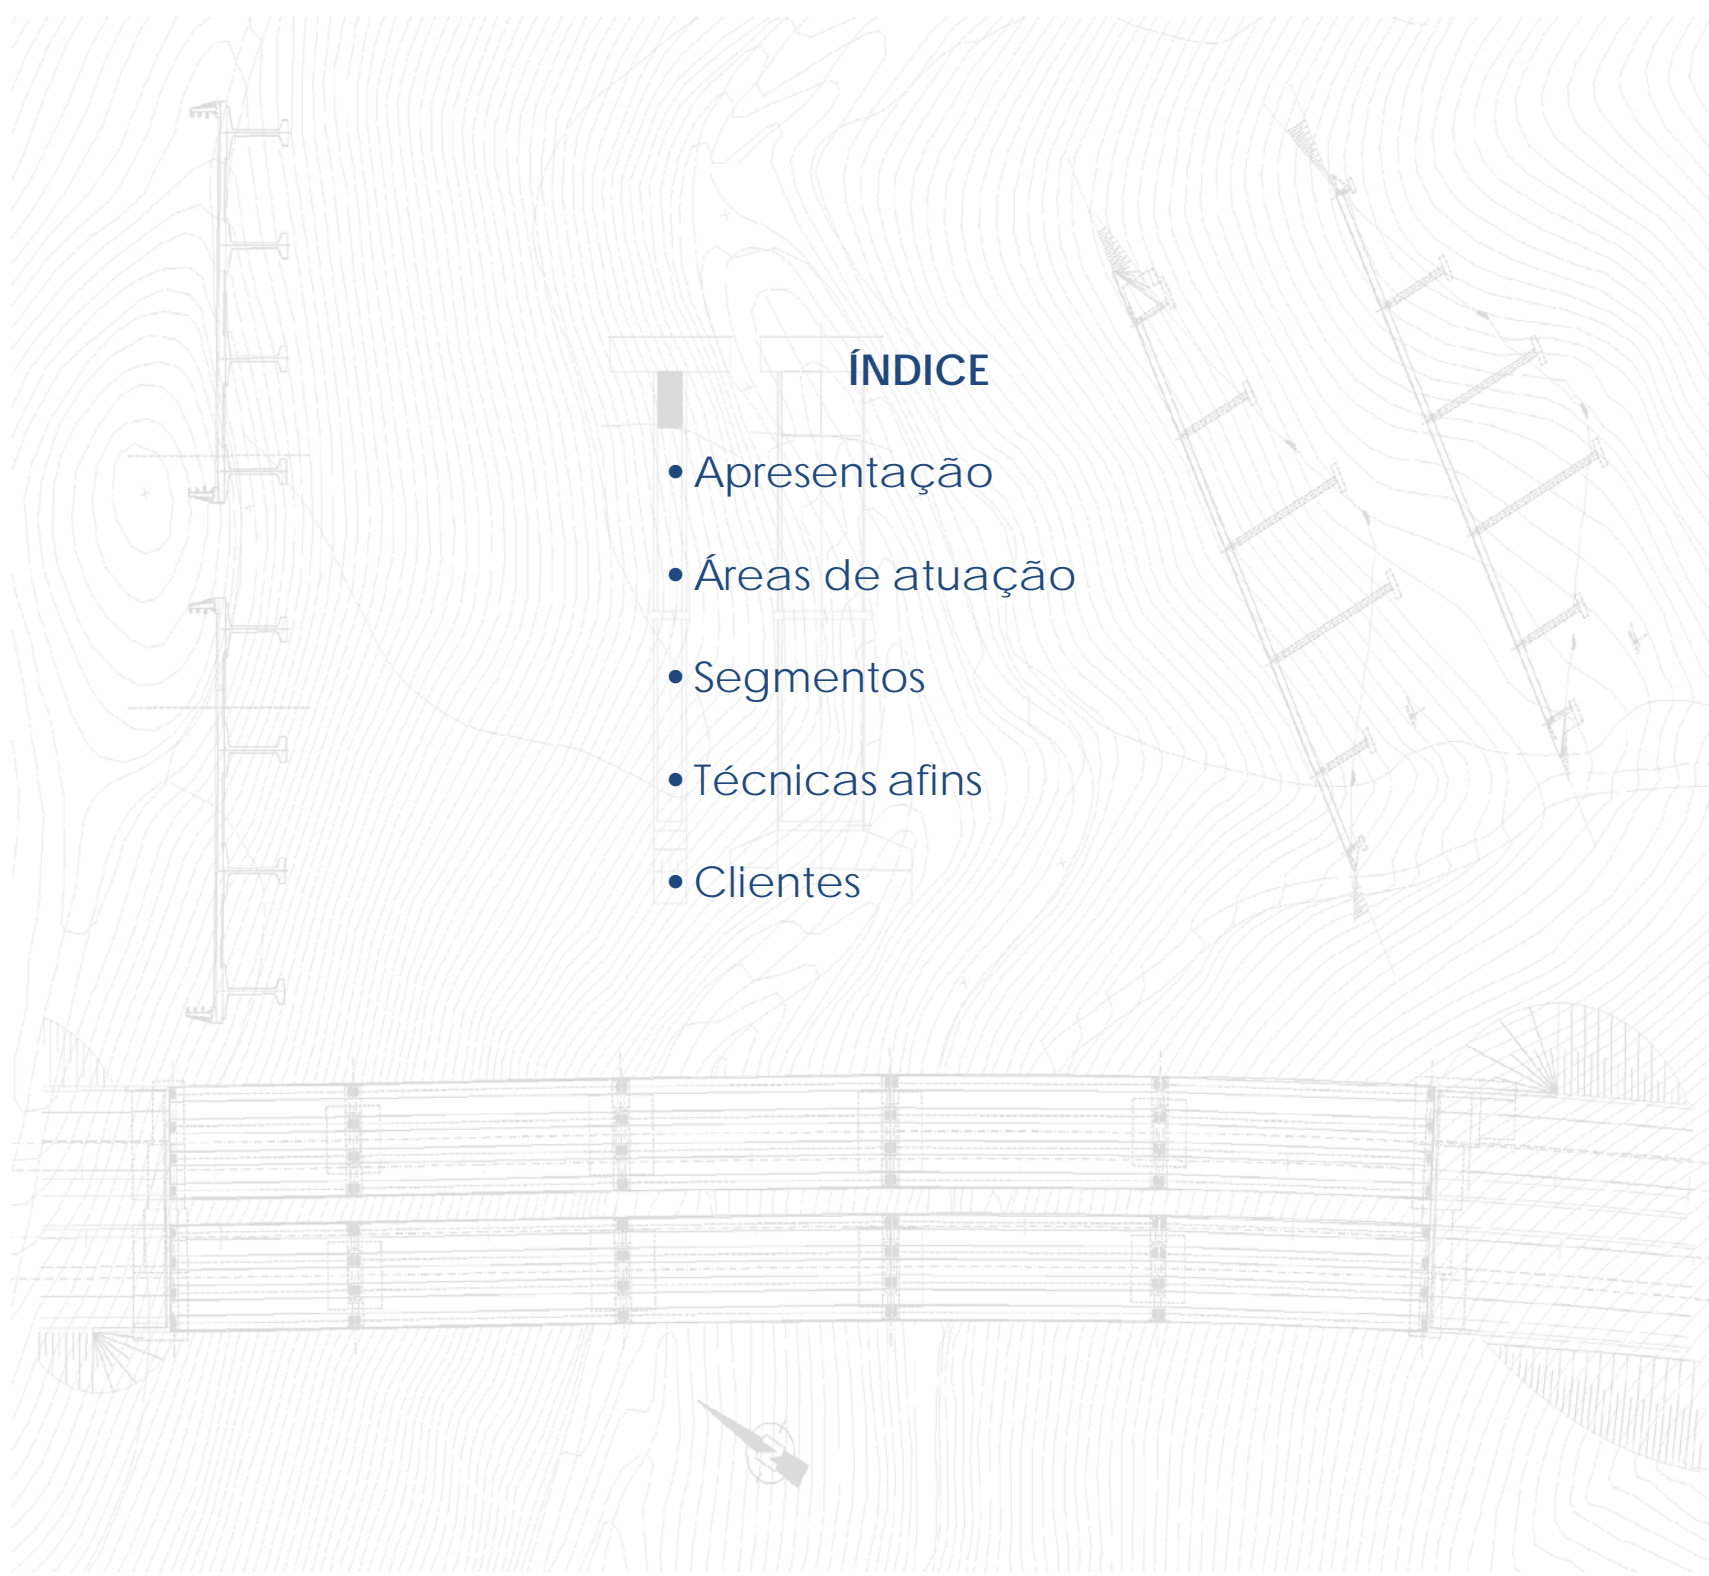 ÍNDICE
• Apresentação
• Áreas de atuação
• Segmentos
• Técnicas afins
• Clientes